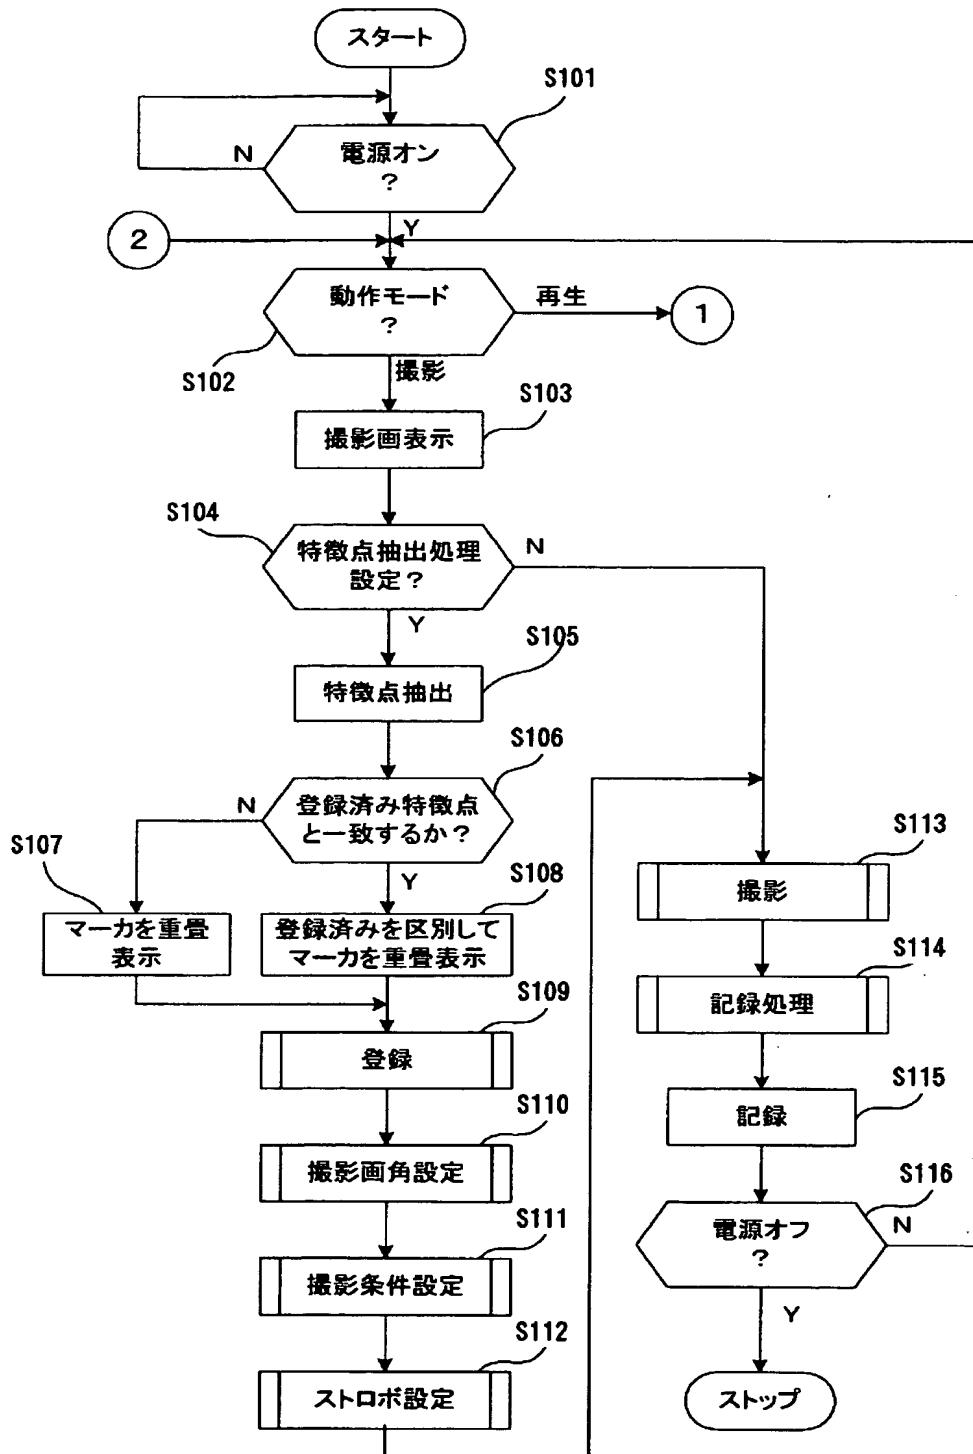 スタート
S101
電源オン
?
N
Y
2
動作モード
?
再生
1
S102
撮影
S103
撮影画表示
S104
特徴点抽出処理
設定?
N
Y
S105
特徴点抽出
S106
登録済み特徴点
と一致するか?
N
Y
S107
マーカを重畳
表示
S108
登録済みを区別して
マーカを重畳表示
S109
登録
S110
撮影画角設定
S111
撮影条件設定
S112
ストロボ設定
S113
撮影
S114
記録処理
S115
記録
S116
電源オフ
?
N
Y
ストップ